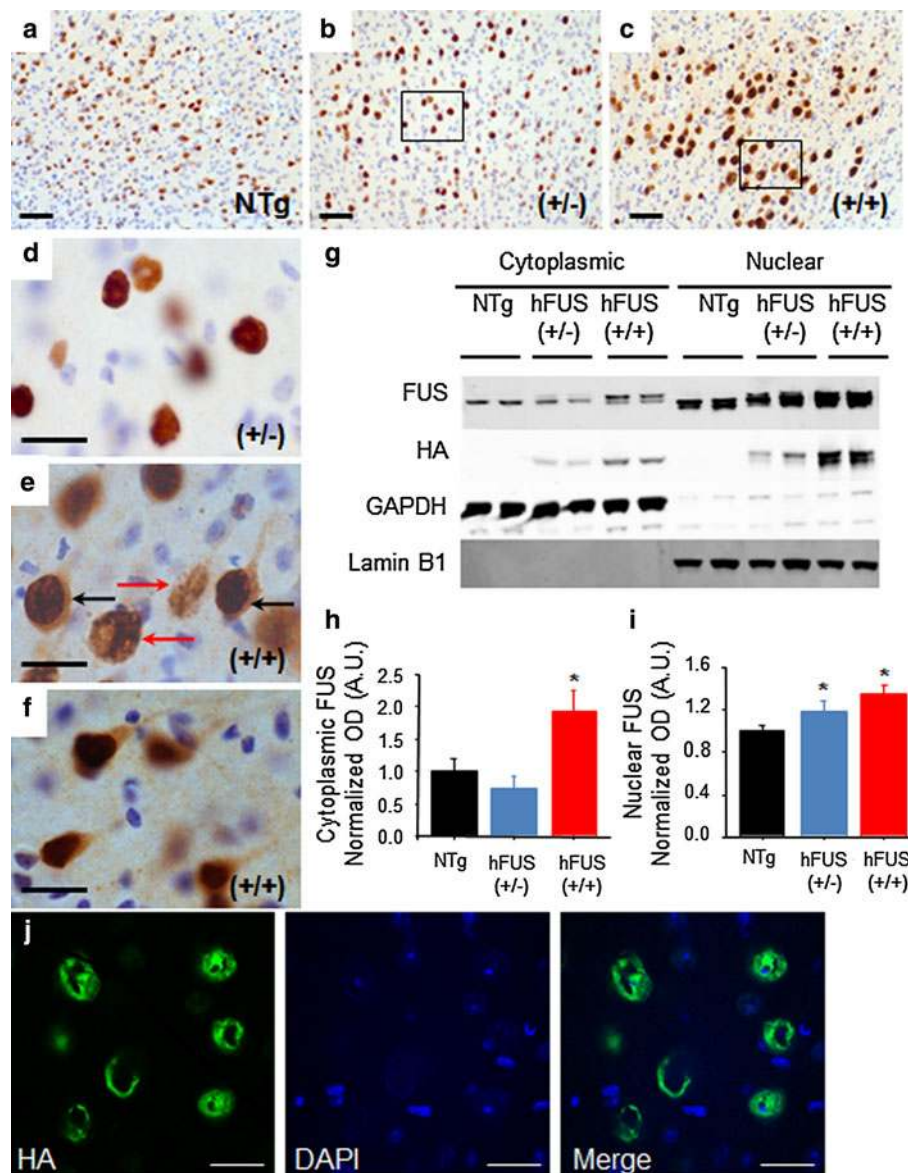 a
b
c
NTg
(+/-)
(+/+)
d
(+/-)
e
(+/+)
f
(+/+)
g
Cytoplasmic Nuclear
NTg hFUS (+/-) hFUS (+/+) NTg hFUS (+/-) hFUS (+/+)
FUS
HA
GAPDH
Lamin B1
h
Cytoplasmic FUS
Normalized OD (A.U.)
2.5
2.0
1.5
1.0
0.5
0.0
*
NTg hFUS (+/-) hFUS (+/+)
i
Nuclear FUS
Normalized OD (A.U.)
1.6
1.2
0.8
0.4
0.0
* *
NTg hFUS (+/-) hFUS (+/+)
j
HA
DAPI
Merge